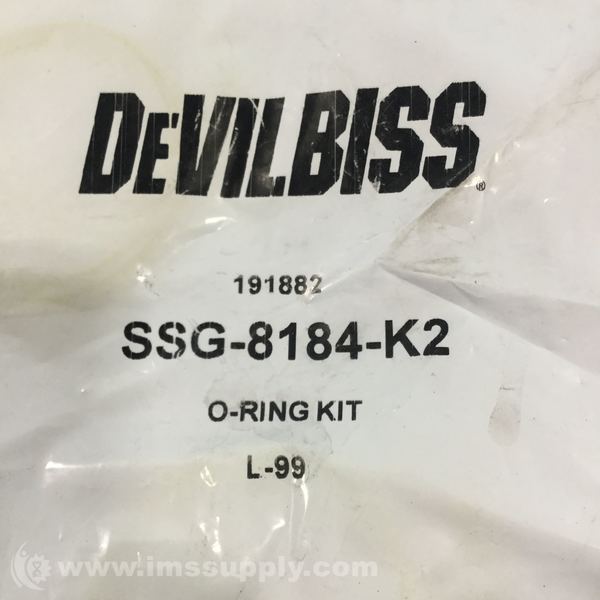 DEVILBISS®
191882
SSG-8184-K2
O-RING KIT
L-99
www.imssupply.com